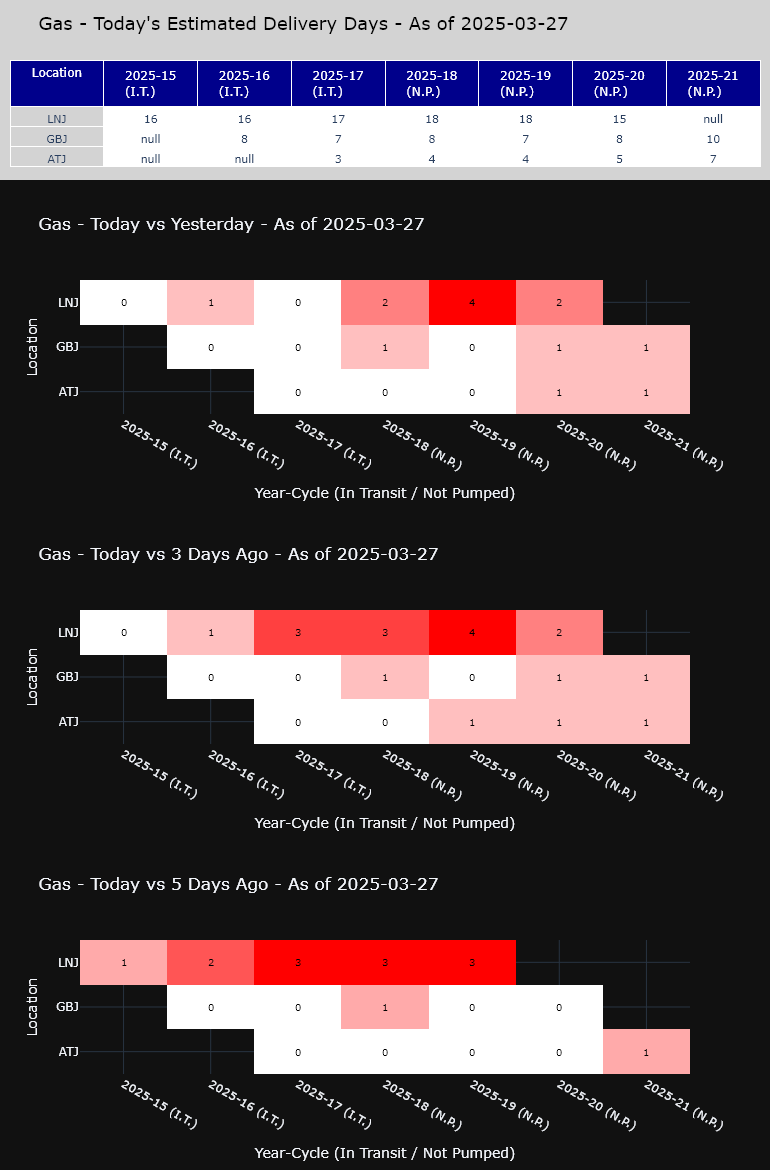 Gas - Today's Estimated Delivery Days - As of 2025-03-27
Location 2025-15 (I.T.) 2025-16 (I.T.) 2025-17 (I.T.) 2025-18 (N.P.) 2025-19 (N.P.) 2025-20 (N.P.) 2025-21 (N.P.)
LNJ 16 16 17 18 18 15 null
GBJ null 8 7 8 7 8 10
ATJ null null 3 4 4 5 7
Gas - Today vs Yesterday - As of 2025-03-27
LNJ 0 1 0 2 4 2
GBJ 0 0 1 0 1 1
ATJ 0 0 0 1 1
Location
2025-15 (I.T.) 2025-16 (I.T.) 2025-17 (I.T.) 2025-18 (N.P.) 2025-19 (N.P.) 2025-20 (N.P.) 2025-21 (N.P.)
Year-Cycle (In Transit / Not Pumped)
Gas - Today vs 3 Days Ago - As of 2025-03-27
LNJ 0 1 3 3 4 2
GBJ 0 0 1 0 1 1
ATJ 0 0 1 1 1
Location
2025-15 (I.T.) 2025-16 (I.T.) 2025-17 (I.T.) 2025-18 (N.P.) 2025-19 (N.P.) 2025-20 (N.P.) 2025-21 (N.P.)
Year-Cycle (In Transit / Not Pumped)
Gas - Today vs 5 Days Ago - As of 2025-03-27
LNJ 1 2 3 3 3
GBJ 0 0 1 0 0
ATJ 0 0 0 0 1
Location
2025-15 (I.T.) 2025-16 (I.T.) 2025-17 (I.T.) 2025-18 (N.P.) 2025-19 (N.P.) 2025-20 (N.P.) 2025-21 (N.P.)
Year-Cycle (In Transit / Not Pumped)